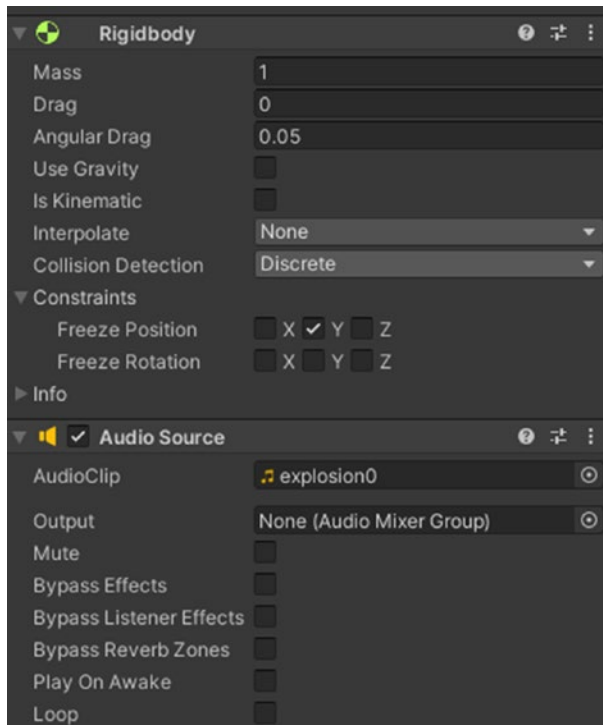 Rigidbody
Mass 1
Drag 0
Angular Drag 0.05
Use Gravity
Is Kinematic
Interpolate None
Collision Detection Discrete
Constraints
Freeze Position X Y Z
Freeze Rotation X Y Z
Info
Audio Source
AudioClip explosion0
Output None (Audio Mixer Group)
Mute
Bypass Effects
Bypass Listener Effects
Bypass Reverb Zones
Play On Awake
Loop